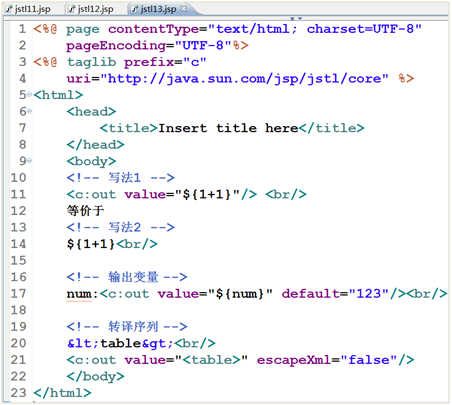 jstl11.jsp jstl12.jsp jstl13.jsp
1 <%@ page contentType="text/html; charset=UTF-8"
2 pageEncoding="UTF-8"%>
3 <%@ taglib prefix="c"
4 uri="http://java.sun.com/jsp/jstl/core" %>
5 <html>
6 <head>
7 <title>Insert title here</title>
8 </head>
9 <body>
10 <!-- 写法1 -->
11 <c:out value="${1+1}"/> <br/>
12 等价于
13 <!-- 写法2 -->
14 ${1+1}<br/>
15
16 <!-- 输出变量 -->
17 num:<c:out value="${num}" default="123"/><br/>
18
19 <!-- 转译序列 -->
20 &lt;table&gt;<br/>
21 <c:out value="<table>" escapeXml="false"/>
22 </body>
23 </html>